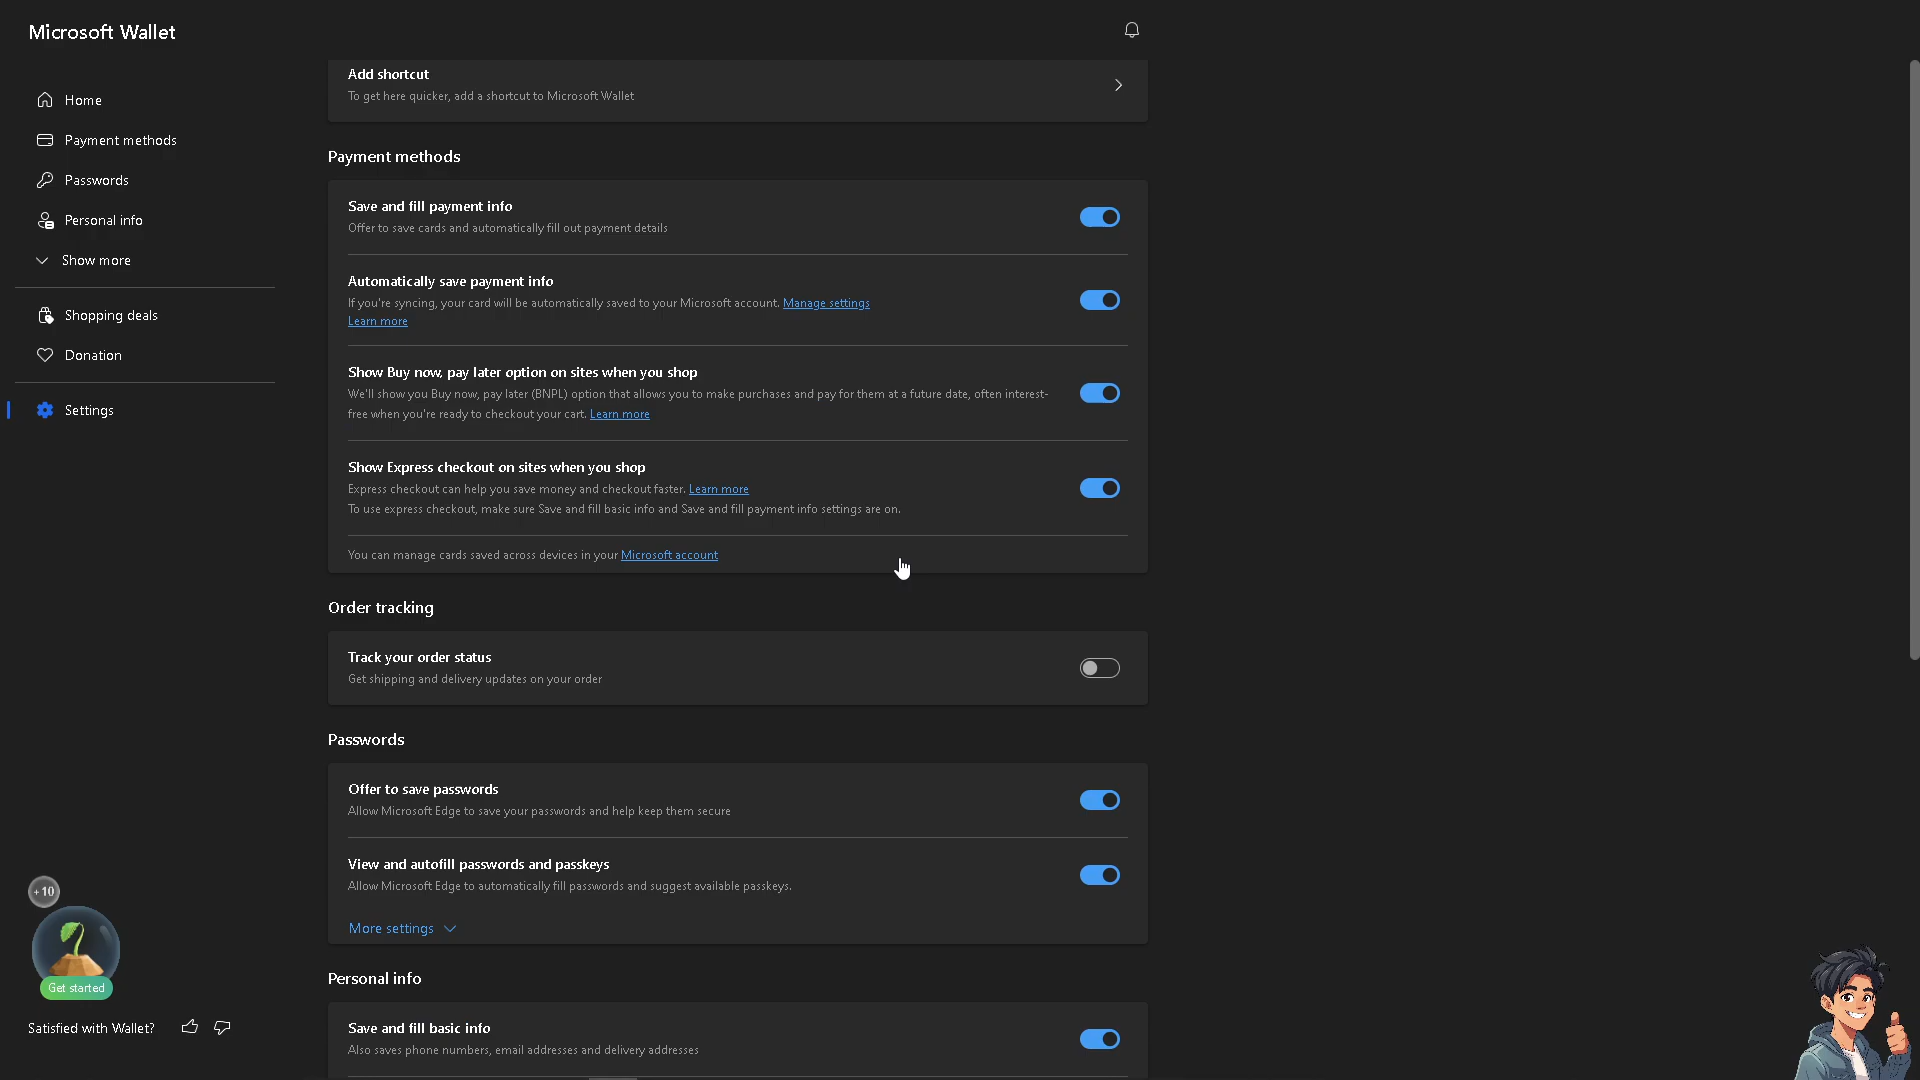 Microsoft Wallet
Home
Payment methods
Passwords
Personal info
Show more
Shopping deals
Donation
Settings
+10
Get started
Satisfied with Wallet?
Add shortcut
To get here quicker, add a shortcut to Microsoft Wallet
Payment methods
Save and fill payment info
Offer to save cards and automatically fill out payment details
Automatically save payment info
If you're syncing, your card will be automatically saved to your Microsoft account. Manage settings
Learn more
Show Buy now, pay later option on sites when you shop
We'll show you Buy now, pay later (BNPL) option that allows you to make purchases and pay for them at a future date, often interest-
free when you're ready to checkout your cart. Learn more
Show Express checkout on sites when you shop
Express checkout can help you save money and checkout faster. Learn more
To use express checkout, make sure Save and fill basic info and Save and fill payment info settings are on.
You can manage cards saved across devices in your Microsoft account
Order tracking
Track your order status
Get shipping and delivery updates on your order
Passwords
Offer to save passwords
Allow Microsoft Edge to save your passwords and help keep them secure
View and autofill passwords and passkeys
Allow Microsoft Edge to automatically fill passwords and suggest available passkeys.
More settings
Personal info
Save and fill basic info
Also saves phone numbers, email addresses and delivery addresses